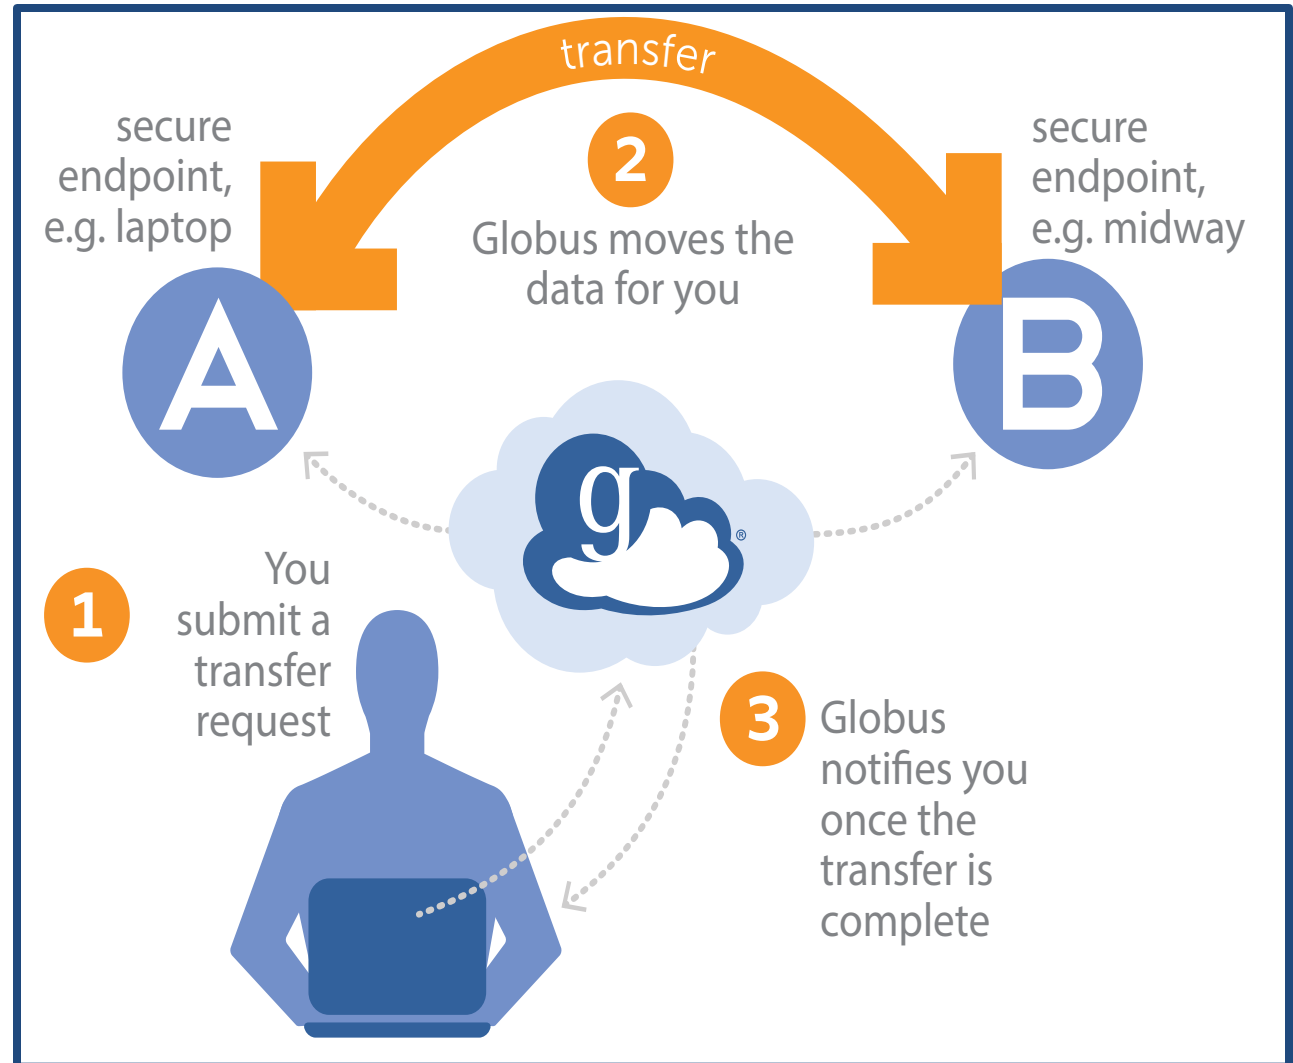 transfer
secure
endpoint,
e.g. laptop
A
2
Globus moves the
data for you
secure
endpoint,
e.g. midway
B
g
®
1
You
submit a
transfer
request
3
Globus
notifies you
once the
transfer is
complete